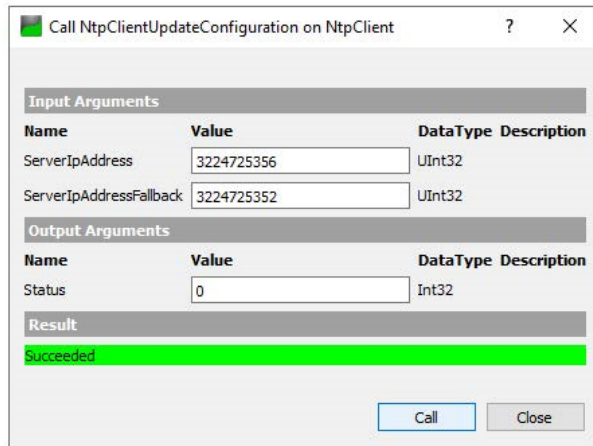 Call NtpClientUpdateConfiguration on NtpClient ? X
Input Arguments
Name Value DataType Description
ServerIpAddress 3224725356 UInt32
ServerIpAddressFallback 3224725352 UInt32
Output Arguments
Name Value DataType Description
Status 0 Int32
Result
Succeeded
Call Close